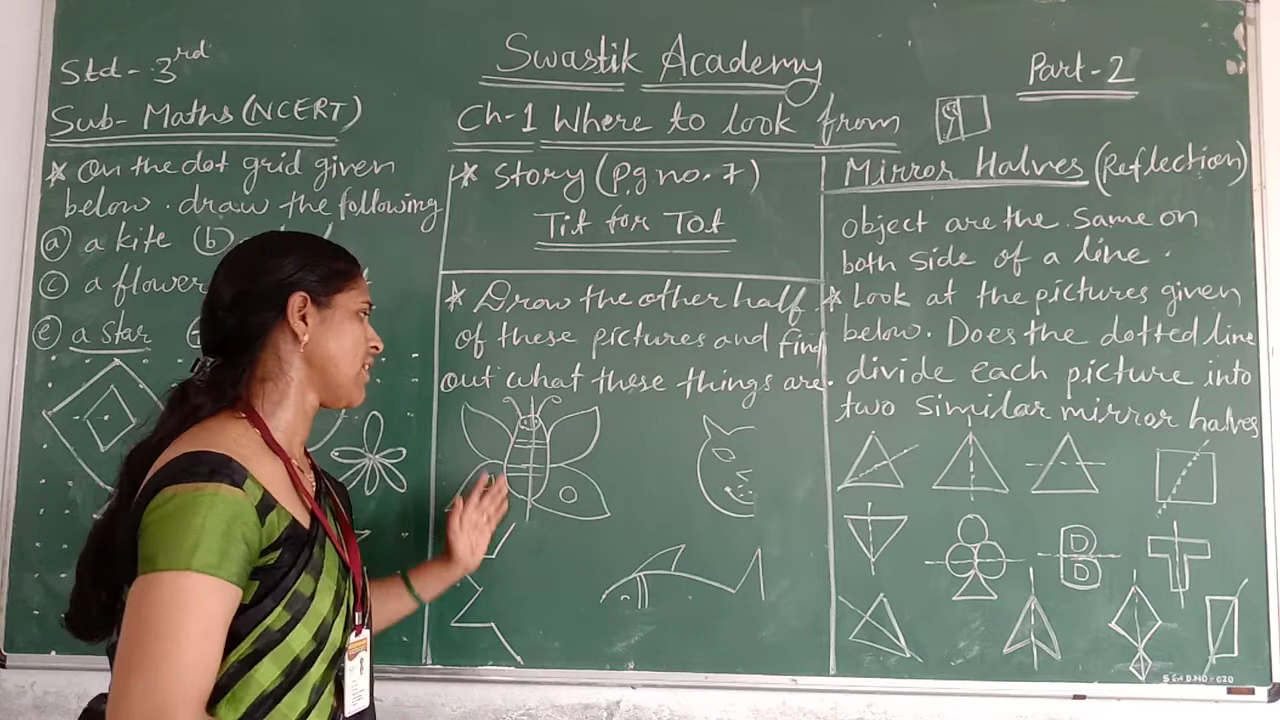 Std - 3rd
Swastik Academy
Part - 2
Sub- Maths (NCERT)
Ch-1 Where to look from
* On the dot grid given
below. draw the following
(a) a kite (b)
(c) a flower
(e) a star
* Story (Pg no. 7)
Tit for Tot
* Draw the other half
of these pictures and find
out what these things are.
Mirror Halves (Reflection)
object are the same on
both side of a line.
* Look at the pictures given
below. Does the dotted line
divide each picture into
two similar mirror halves